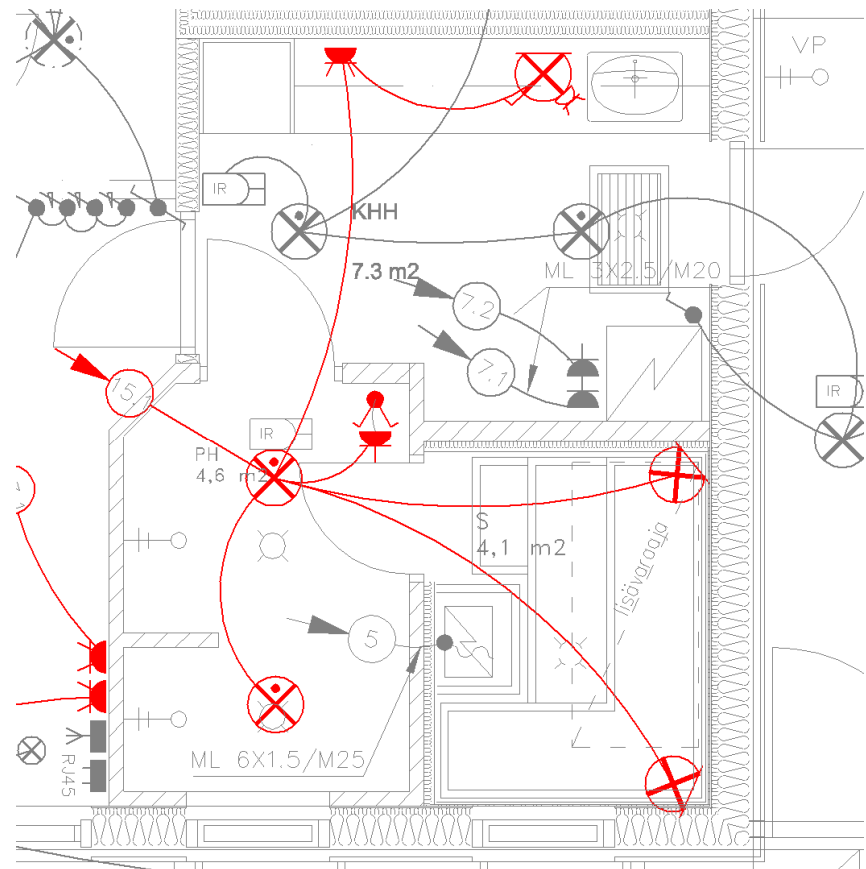 VP
IR
KHH
7.3 m2
ML 3X2.5/M20
7.2
7.1
15.1
IR
IR
PH
4,6 m2
S
4,1 m2
lisävaraaja
5
ML 6X1.5/M25
RJ45